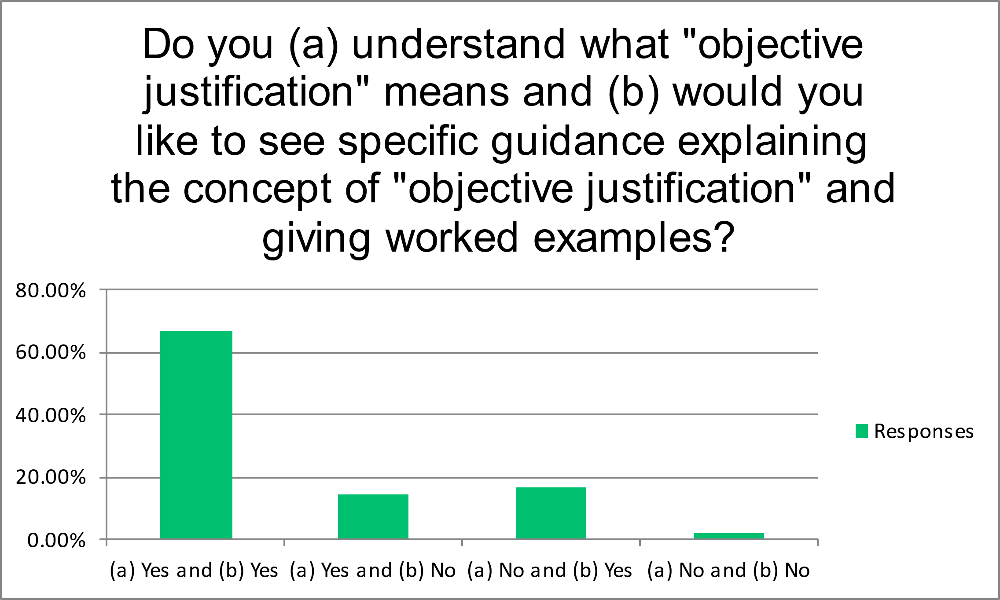 Do you (a) understand what "objective
justification" means and (b) would you
like to see specific guidance explaining
the concept of "objective justification" and
giving worked examples?
80.00%
60.00%
40.00%
20.00%
0.00%
(a) Yes and (b) Yes
(a) Yes and (b) No
(a) No and (b) Yes
(a) No and (b) No
Responses